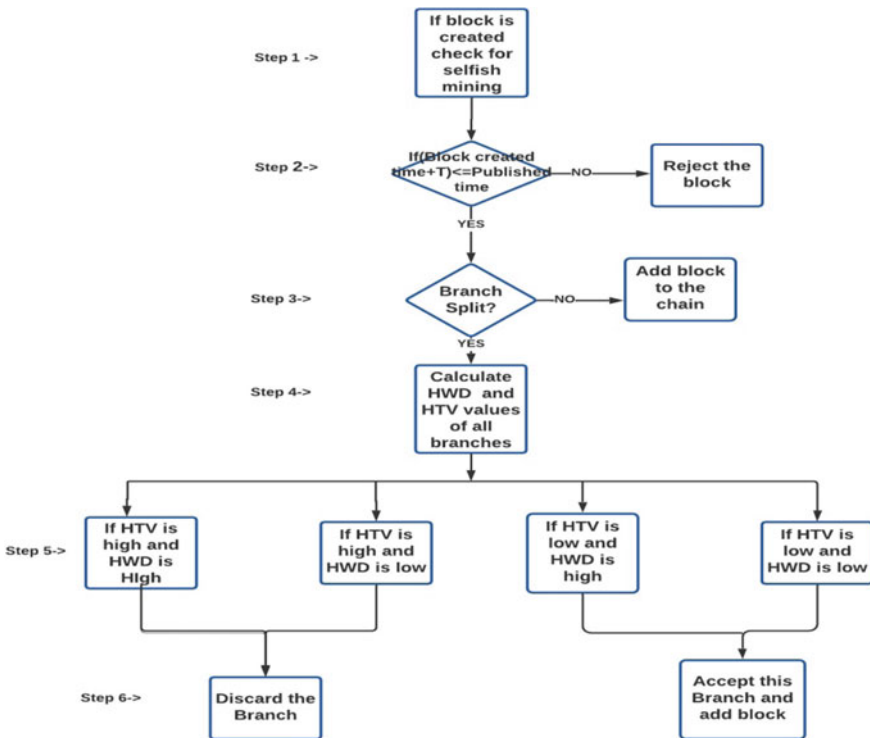 If block is
created
check for
selfish
mining
Step 1 ->
If(Block created
time+T)<=Published
time
Step 2->
NO
Reject the
block
YES
Branch
Split?
Step 3->
NO
Add block
to the
chain
YES
Calculate
HWD and
HTV values
of all
branches
Step 4->
Step 5->
If HTV is
high and
HWD is
HIgh
If HTV is
high and
HWD is low
If HTV is
low and
HWD is
high
If HTV is
low and
HWD is low
Step 6->
Discard the
Branch
Accept this
Branch and
add block